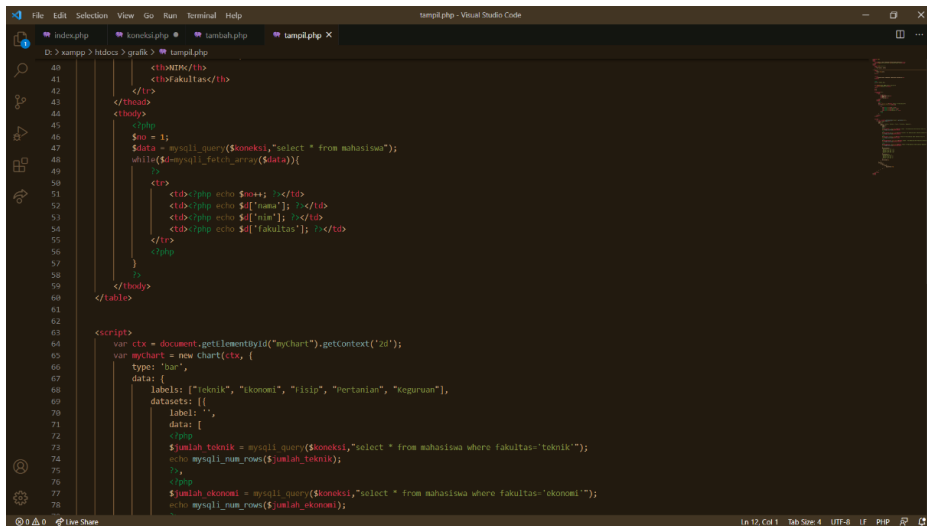 File Edit Selection View Go Run Terminal Help
tampil.php - Visual Studio Code
index.php koneksi.php tambah.php tampil.php
D: > xampp > htdocs > grafik > tampil.php
40 <th>NIM</th>
41 <th>Fakultas</th>
42 </tr>
43 </thead>
44 <tbody>
45 <?php
46 $no = 1;
47 $data = mysqli_query($koneksi,"select * from mahasiswa");
48 while($d=mysqli_fetch_array($data)){
49 ?>
50 <tr>
51 <td><?php echo $no++; ?></td>
52 <td><?php echo $d['nama']; ?></td>
53 <td><?php echo $d['nim']; ?></td>
54 <td><?php echo $d['fakultas']; ?></td>
55 </tr>
56 <?php
57 }
58 ?>
59 </tbody>
60 </table>
61
62
63 <script>
64 var ctx = document.getElementById("myChart").getContext('2d');
65 var myChart = new Chart(ctx, {
66 type: 'bar',
67 data: {
68 labels: ["Teknik", "Ekonomi", "Fisip", "Pertanian", "Keguruan"],
69 datasets: [{
70 label: '',
71 data: [
72 <?php
73 $jumlah_teknik = mysqli_query($koneksi,"select * from mahasiswa where fakultas='teknik'");
74 echo mysqli_num_rows($jumlah_teknik);
75 ?>,
76 <?php
77 $jumlah_ekonomi = mysqli_query($koneksi,"select * from mahasiswa where fakultas='ekonomi'");
78 echo mysqli_num_rows($jumlah_ekonomi);
0 0 Live Share
Ln 12, Col 1 Tab Size: 4 UTF-8 LF PHP